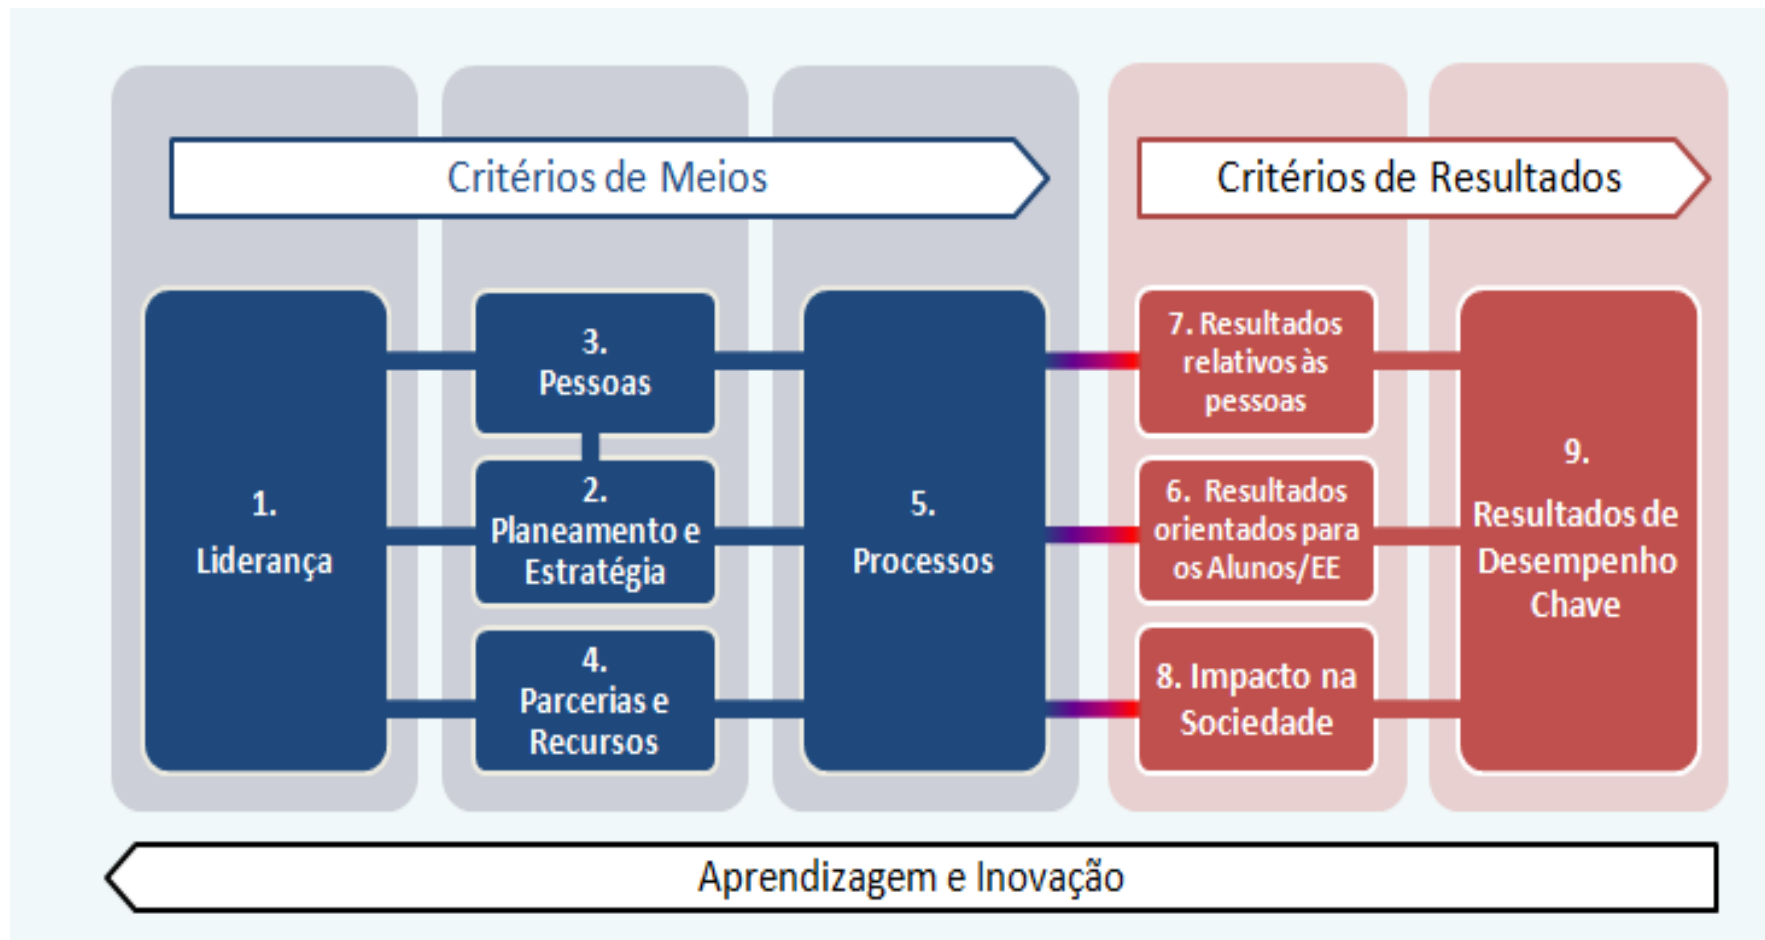 Critérios de Meios
Critérios de Resultados
1.
Liderança
3.
Pessoas
2.
Planeamento e
Estratégia
4.
Parcerias e
Recursos
5.
Processos
7. Resultados
relativos às
pessoas
6. Resultados
orientados para
os Alunos/EE
8. Impacto na
Sociedade
9.
Resultados de
Desempenho
Chave
Aprendizagem e Inovação